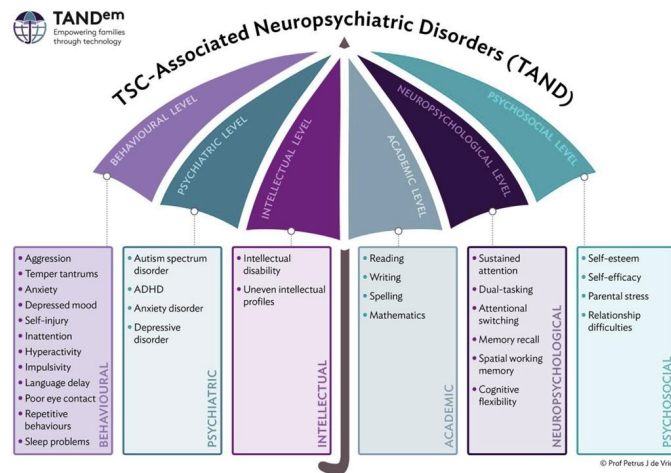 TANDem
Empowering families
through technology
TSC-Associated Neuropsychiatric Disorders (TAND)
BEHAVIOURAL LEVEL
PSYCHIATRIC LEVEL
INTELLECTUAL LEVEL
ACADEMIC LEVEL
NEUROPSYCHOLOGICAL LEVEL
PSYCHOSOCIAL LEVEL
• Aggression
• Temper tantrums
• Anxiety
• Depressed mood
• Self-injury
• Inattention
• Hyperactivity
• Impulsivity
• Language delay
• Poor eye contact
• Repetitive
behaviours
• Sleep problems
BEHAVIOURAL
• Autism spectrum
disorder
• ADHD
• Anxiety disorder
• Depressive
disorder
PSYCHIATRIC
• Intellectual
disability
• Uneven intellectual
profiles
INTELLECTUAL
• Reading
• Writing
• Spelling
• Mathematics
ACADEMIC
• Sustained
attention
• Dual-tasking
• Attentional
switching
• Memory recall
• Spatial working
memory
• Cognitive
flexibility
NEUROPSYCHOLOGICAL
• Self-esteem
• Self-efficacy
• Parental stress
• Relationship
difficulties
PSYCHOSOCIAL
© Prof Petrus J de Vrie